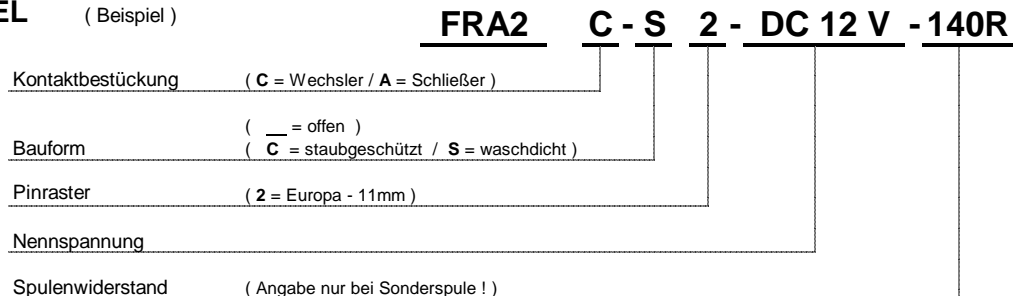 EL ( Beispiel ) FRA2 C - S 2 - DC 12 V - 140R
Kontaktbestückung ( C = Wechsler / A = Schließer )
( __ = offen )
Bauform ( C = staubgeschützt / S = waschdicht )
Pinraster ( 2 = Europa - 11mm )
Nennspannung
Spulenwiderstand ( Angabe nur bei Sonderspule ! )